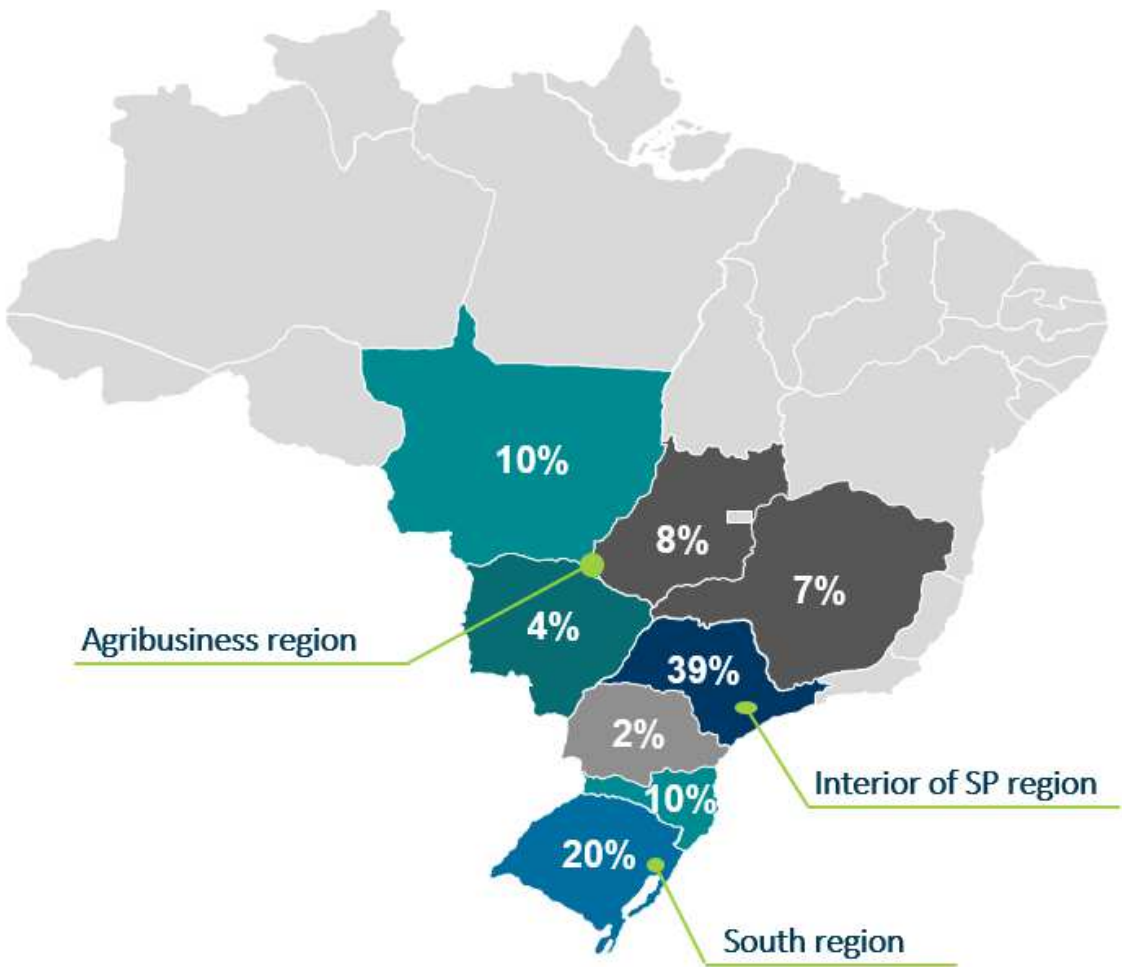 10%
8%
7%
Agribusiness region
4%
39%
2%
Interior of SP region
10%
20%
South region